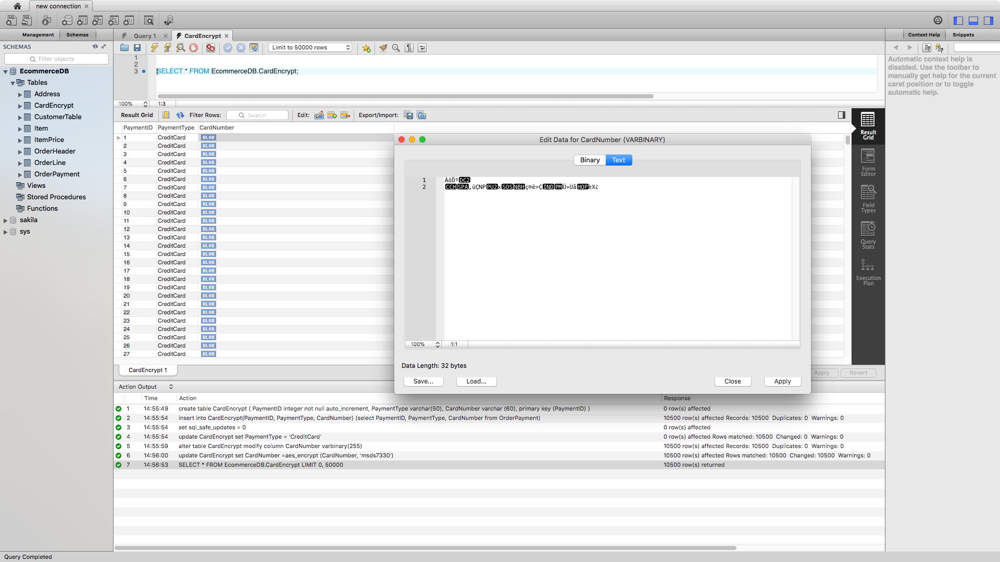 new connection
Management Schemas
Query 1 CardEncrypt
Context Help Snippets
SCHEMAS
Filter objects
EcommerceDB
Tables
Address
CardEncrypt
CustomerTable
Item
ItemPrice
OrderHeader
OrderLine
OrderPayment
Views
Stored Procedures
Functions
sakila
sys
Limit to 50000 rows
1
2
3 SELECT * FROM EcommerceDB.CardEncrypt;
100% 1:3
Automatic context help is
disabled. Use the toolbar to
manually get help for the current
caret position or to toggle
automatic help.
Result Grid Filter Rows: Search Edit: Export/Import:
PaymentID PaymentType CardNumber
1 CreditCard BLOB
2 CreditCard BLOB
3 CreditCard BLOB
4 CreditCard BLOB
5 CreditCard BLOB
6 CreditCard BLOB
7 CreditCard BLOB
8 CreditCard BLOB
9 CreditCard BLOB
10 CreditCard BLOB
11 CreditCard BLOB
12 CreditCard BLOB
13 CreditCard BLOB
14 CreditCard BLOB
15 CreditCard BLOB
16 CreditCard BLOB
17 CreditCard BLOB
18 CreditCard BLOB
19 CreditCard BLOB
20 CreditCard BLOB
21 CreditCard BLOB
22 CreditCard BLOB
23 CreditCard BLOB
24 CreditCard BLOB
25 CreditCard BLOB
26 CreditCard BLOB
27 CreditCard BLOB
Edit Data for CardNumber (VARBINARY)
Binary Text
1 ÀõÖºDC2
2 CCHSPA,üÇNPPU2xSOSNBHç®ë>ÇINDPMÜ»ÚåHOPèX¿
100% 1:1
Data Length: 32 bytes
Save... Load... Close Apply
Result
Grid
Form
Editor
Field
Types
Query
Stats
Execution
Plan
CardEncrypt 1
Apply Revert
Action Output
Time Action Response
1 14:55:49 create table CardEncrypt ( PaymentID integer not null auto_increment, PaymentType varchar(50), CardNumber varchar (60), primary key (PaymentID) ) 0 row(s) affected
2 14:55:54 insert into CardEncrypt(PaymentID, PaymentType, CardNumber) (select PaymentID, PaymentType, CardNumber from OrderPayment) 10500 row(s) affected Records: 10500 Duplicates: 0 Warnings: 0
3 14:55:54 set sql_safe_updates = 0 0 row(s) affected
4 14:55:54 update CardEncrypt set PaymentType = 'CreditCard' 0 row(s) affected Rows matched: 10500 Changed: 0 Warnings: 0
5 14:55:59 alter table CardEncrypt modify column CardNumber varbinary(255) 10500 row(s) affected Records: 10500 Duplicates: 0 Warnings: 0
6 14:56:00 update CardEncrypt set CardNumber =aes_encrypt (CardNumber, 'msds7330') 10500 row(s) affected Rows matched: 10500 Changed: 10500 Warnings: 0
7 14:56:53 SELECT * FROM EcommerceDB.CardEncrypt LIMIT 0, 50000 10500 row(s) returned
Query Completed